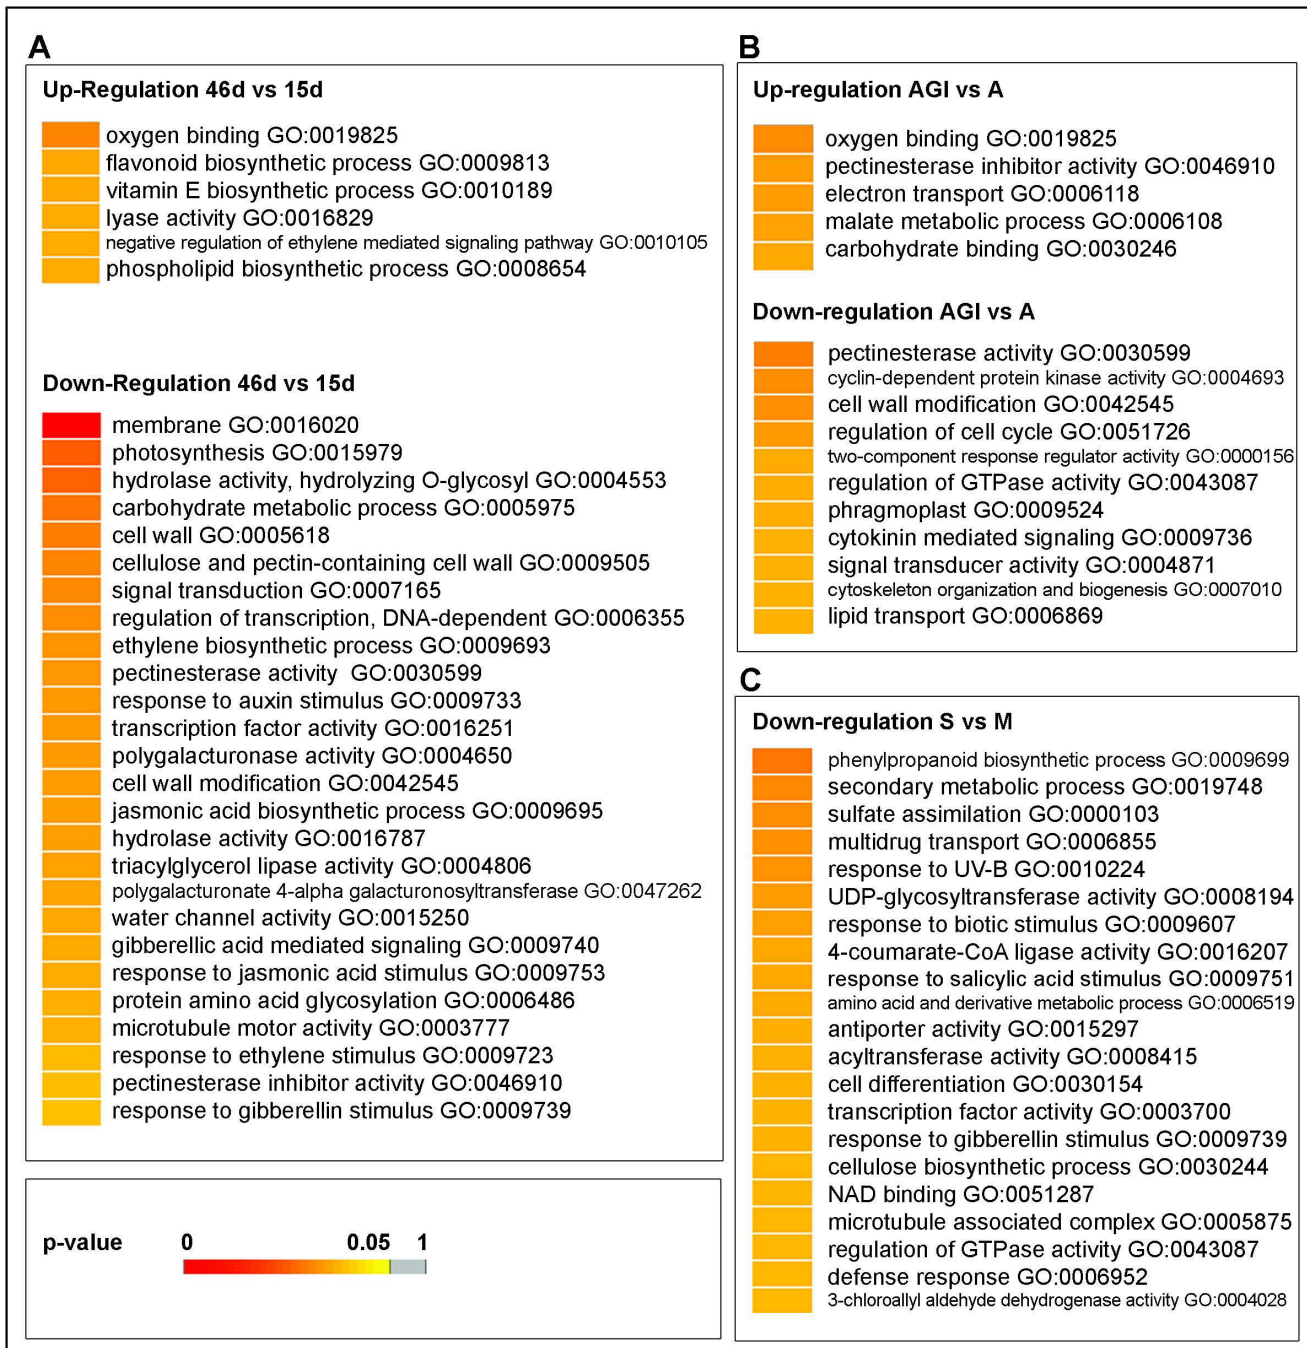 A
Up-Regulation 46d vs 15d
oxygen binding GO:0019825
flavonoid biosynthetic process GO:0009813
vitamin E biosynthetic process GO:0010189
lyase activity GO:0016829
negative regulation of ethylene mediated signaling pathway GO:0010105
phospholipid biosynthetic process GO:0008654
Down-Regulation 46d vs 15d
membrane GO:0016020
photosynthesis GO:0015979
hydrolase activity, hydrolyzing O-glycosyl GO:0004553
carbohydrate metabolic process GO:0005975
cell wall GO:0005618
cellulose and pectin-containing cell wall GO:0009505
signal transduction GO:0007165
regulation of transcription, DNA-dependent GO:0006355
ethylene biosynthetic process GO:0009693
pectinesterase activity GO:0030599
response to auxin stimulus GO:0009733
transcription factor activity GO:0016251
polygalacturonase activity GO:0004650
cell wall modification GO:0042545
jasmonic acid biosynthetic process GO:0009695
hydrolase activity GO:0016787
triacylglycerol lipase activity GO:0004806
polygalacturonate 4-alpha galacturonosyltransferase GO:0047262
water channel activity GO:0015250
gibberellic acid mediated signaling GO:0009740
response to jasmonic acid stimulus GO:0009753
protein amino acid glycosylation GO:0006486
microtubule motor activity GO:0003777
response to ethylene stimulus GO:0009723
pectinesterase inhibitor activity GO:0046910
response to gibberellin stimulus GO:0009739
p-value 0 0.05 1
B
Up-regulation AGI vs A
oxygen binding GO:0019825
pectinesterase inhibitor activity GO:0046910
electron transport GO:0006118
malate metabolic process GO:0006108
carbohydrate binding GO:0030246
Down-regulation AGI vs A
pectinesterase activity GO:0030599
cyclin-dependent protein kinase activity GO:0004693
cell wall modification GO:0042545
regulation of cell cycle GO:0051726
two-component response regulator activity GO:0000156
regulation of GTPase activity GO:0043087
phragmoplast GO:0009524
cytokinin mediated signaling GO:0009736
signal transducer activity GO:0004871
cytoskeleton organization and biogenesis GO:0007010
lipid transport GO:0006869
C
Down-regulation S vs M
phenylpropanoid biosynthetic process GO:0009699
secondary metabolic process GO:0019748
sulfate assimilation GO:0000103
multidrug transport GO:0006855
response to UV-B GO:0010224
UDP-glycosyltransferase activity GO:0008194
response to biotic stimulus GO:0009607
4-coumarate-CoA ligase activity GO:0016207
response to salicylic acid stimulus GO:0009751
amino acid and derivative metabolic process GO:0006519
antiporter activity GO:0015297
acyltransferase activity GO:0008415
cell differentiation GO:0030154
transcription factor activity GO:0003700
response to gibberellin stimulus GO:0009739
cellulose biosynthetic process GO:0030244
NAD binding GO:0051287
microtubule associated complex GO:0005875
regulation of GTPase activity GO:0043087
defense response GO:0006952
3-chloroallyl aldehyde dehydrogenase activity GO:0004028